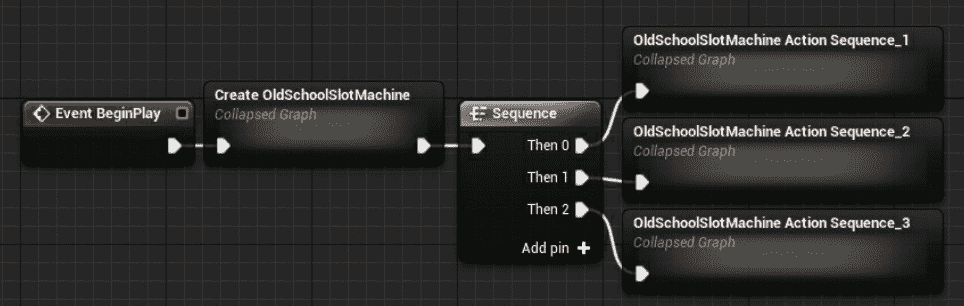 Event BeginPlay
Create OldSchoolSlotMachine
Collapsed Graph
Sequence
Then 0
Then 1
Then 2
Add pin
OldSchoolSlotMachine Action Sequence_1
Collapsed Graph
OldSchoolSlotMachine Action Sequence_2
Collapsed Graph
OldSchoolSlotMachine Action Sequence_3
Collapsed Graph